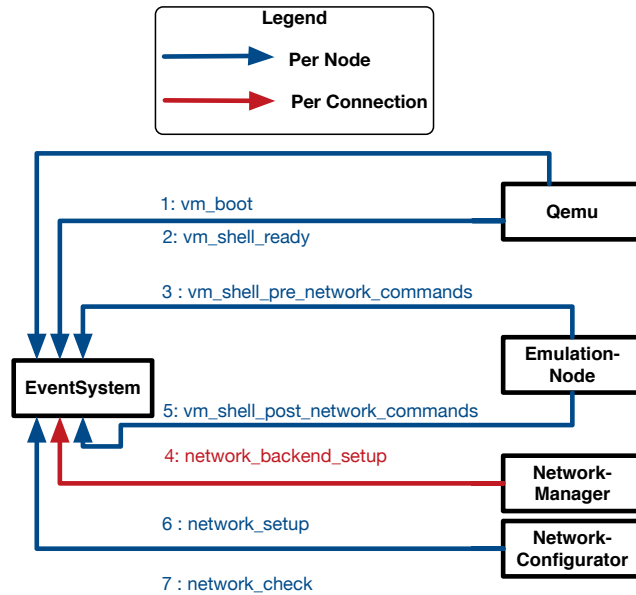 Legend
Per Node
Per Connection
1: vm_boot
Qemu
2: vm_shell_ready
3 : vm_shell_pre_network_commands
Emulation-
Node
EventSystem
5: vm_shell_post_network_commands
4: network_backend_setup
Network-
Manager
6 : network_setup
Network-
Configurator
7 : network_check